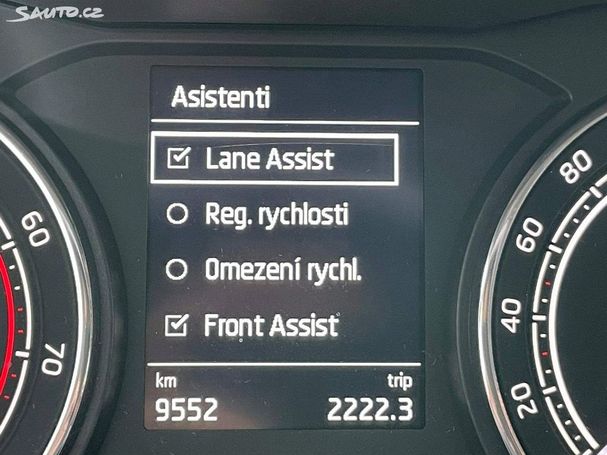 SAUTO.CZ
Asistenti
Lane Assist
Reg. rychlosti
Omezení rychl.
Front Assist
km trip
9552 2222.3
60
70
80
60
40
20